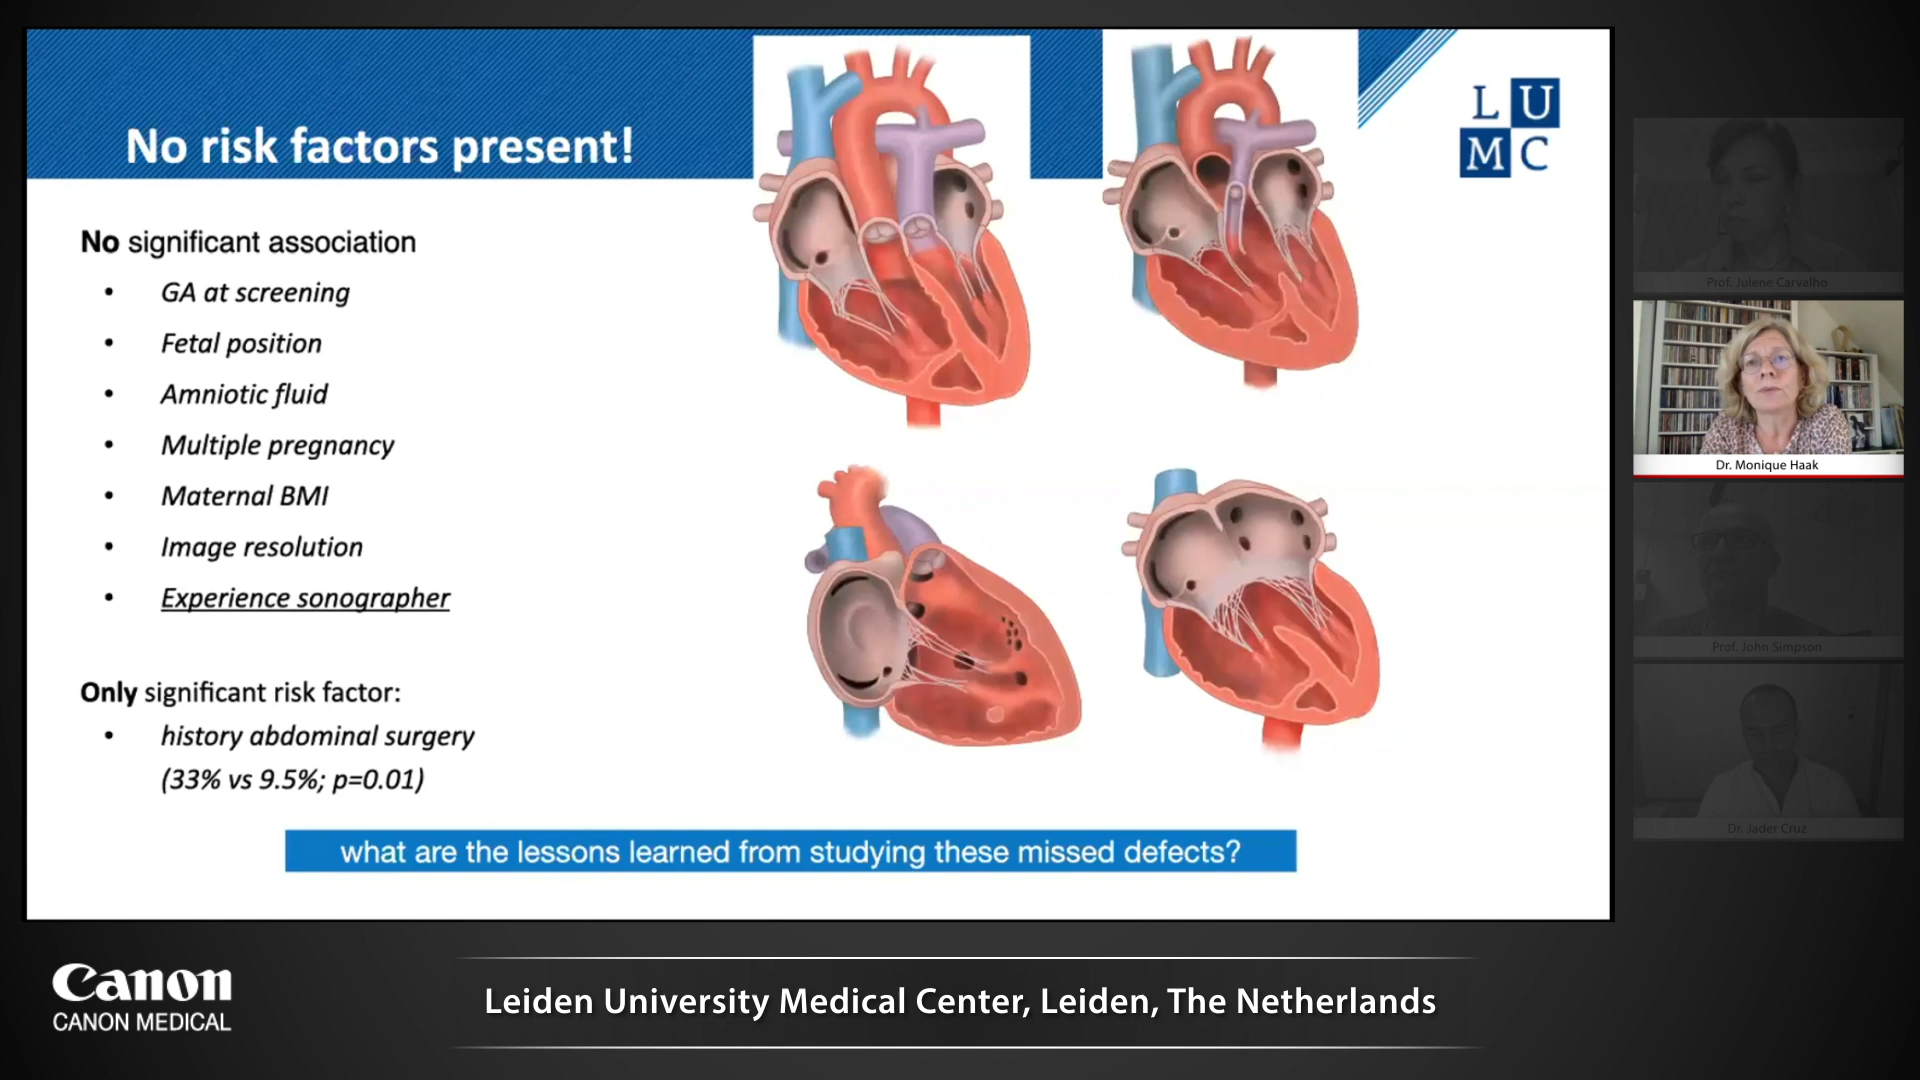 No risk factors present!
L U
M C
No significant association
• GA at screening
• Fetal position
• Amniotic fluid
• Multiple pregnancy
• Maternal BMI
• Image resolution
• Experience sonographer
Only significant risk factor:
• history abdominal surgery
(33% vs 9.5%; p=0.01)
what are the lessons learned from studying these missed defects?
Prof. Julene Carvalho
Dr. Monique Haak
Prof. John Simpson
Dr. Jader Cruz
Canon
CANON MEDICAL
Leiden University Medical Center, Leiden, The Netherlands